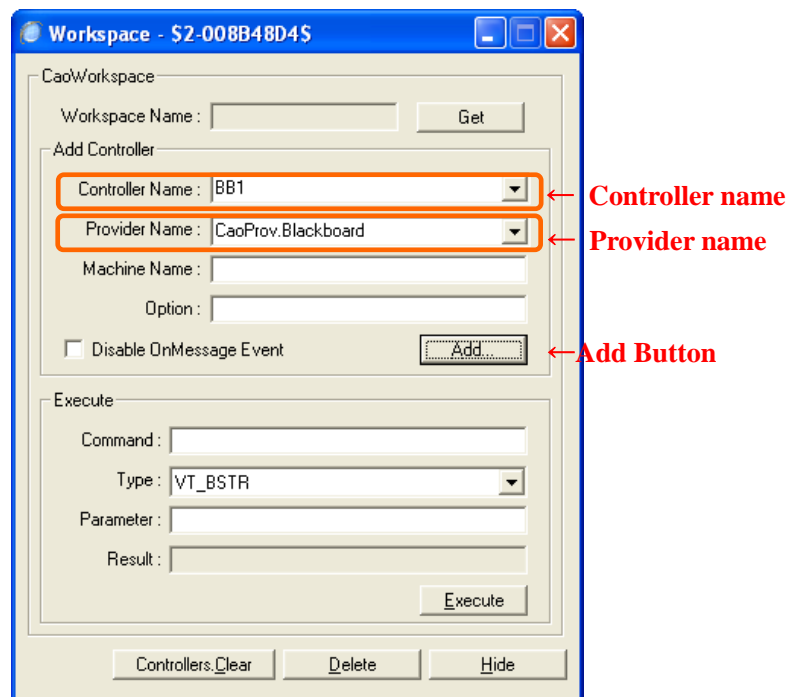 Workspace - $2-008B48D4$
CaoWorkspace
Workspace Name : Get
Add Controller
Controller Name : BB1 ← Controller name
Provider Name : CaoProv.Blackboard ← Provider name
Machine Name :
Option :
Disable OnMessage Event Add... ←Add Button
Execute
Command :
Type : VT_BSTR
Parameter :
Result :
Execute
Controllers.Clear Delete Hide